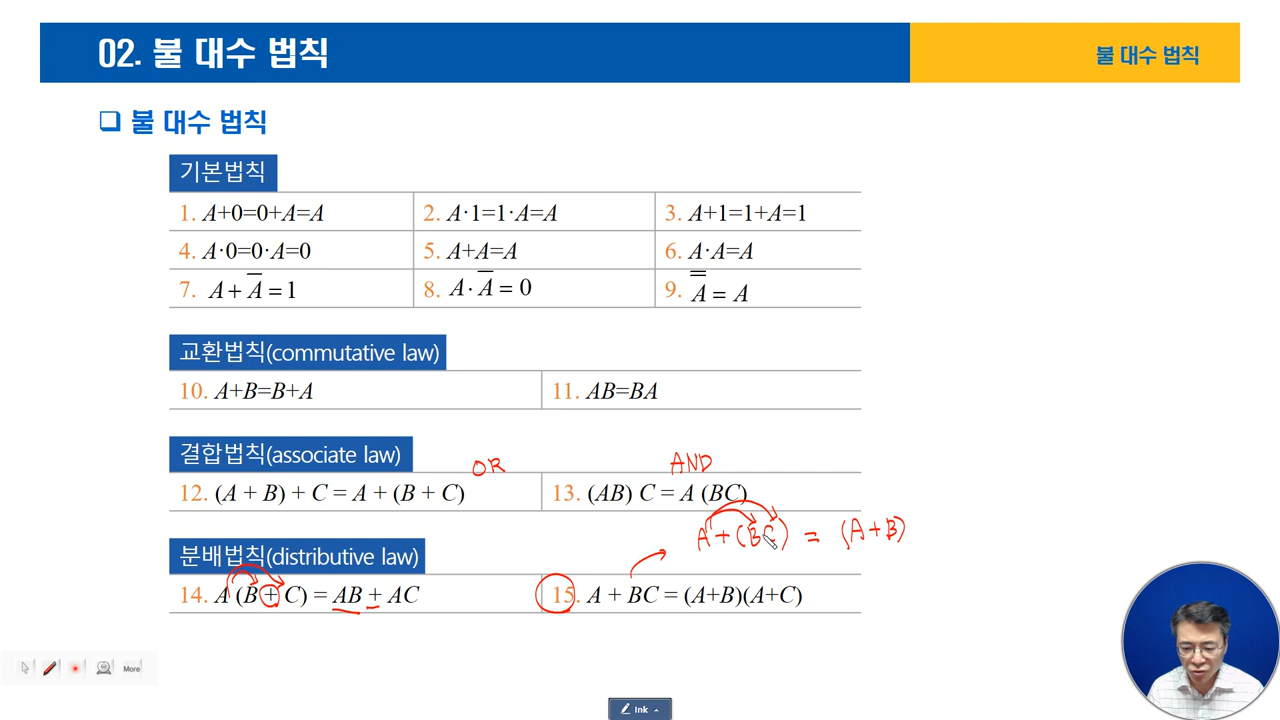 02. 불 대수 법칙
불 대수 법칙
❑ 불 대수 법칙
기본법칙
1. A+0=0+A=A
2. A·1=1·A=A
3. A+1=1+A=1
4. A·0=0·A=0
5. A+A=A
6. A·A=A
7. A + A̅ = 1
8. A · A̅ = 0
9. A̿ = A
교환법칙(commutative law)
10. A+B=B+A
11. AB=BA
결합법칙(associate law)
OR
AND
12. (A + B) + C = A + (B + C)
13. (AB) C = A (BC)
A+(BC) = (A+B)
분배법칙(distributive law)
14. A (B + C) = AB + AC
15. A + BC = (A+B)(A+C)
More
Ink